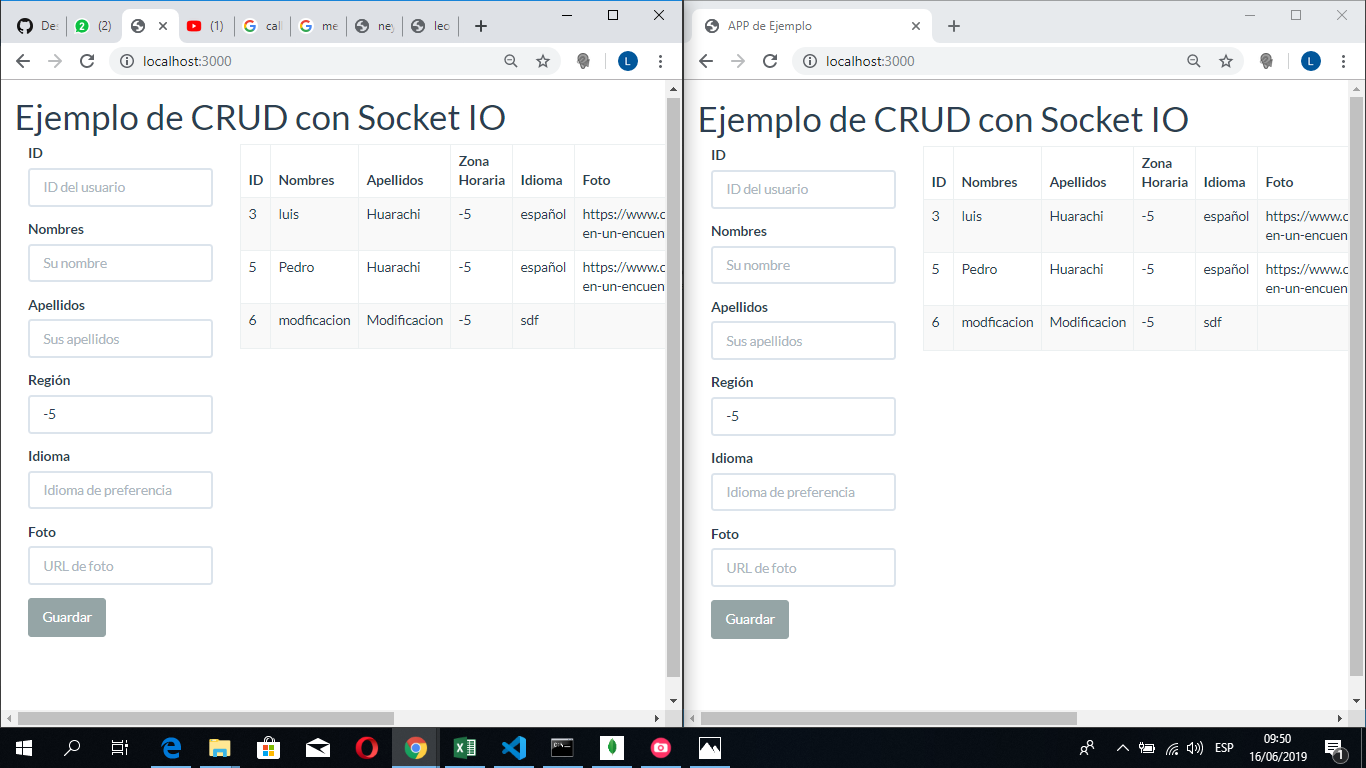 Des
(2)
(1)
cal
me
ney
leo
localhost:3000
L
Ejemplo de CRUD con Socket IO
ID
ID del usuario
Nombres
Su nombre
Apellidos
Sus apellidos
Región
-5
Idioma
Idioma de preferencia
Foto
URL de foto
Guardar
ID Nombres Apellidos Zona Horaria Idioma Foto
3 luis Huarachi -5 español https://www.c
en-un-encuen
5 Pedro Huarachi -5 español https://www.c
en-un-encuen
6 modficacion Modificacion -5 sdf
APP de Ejemplo
localhost:3000
L
Ejemplo de CRUD con Socket IO
ID
ID del usuario
Nombres
Su nombre
Apellidos
Sus apellidos
Región
-5
Idioma
Idioma de preferencia
Foto
URL de foto
Guardar
ID Nombres Apellidos Zona Horaria Idioma Foto
3 luis Huarachi -5 español https://www.c
en-un-encuen
5 Pedro Huarachi -5 español https://www.c
en-un-encuen
6 modficacion Modificacion -5 sdf
ESP
09:50
16/06/2019
1